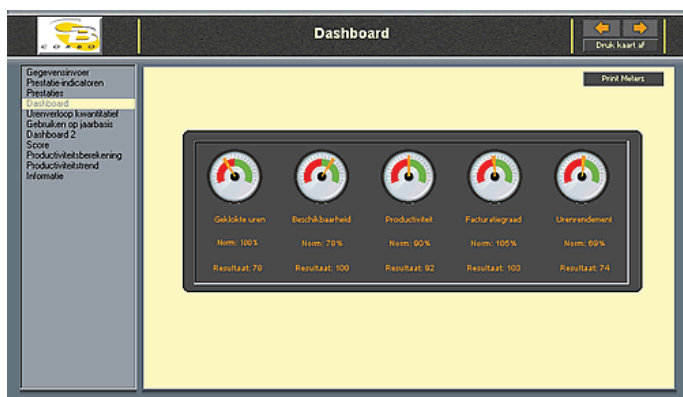 CORBO
Dashboard
Druk kaart af
Gegevensinvoer
Prestatie-indicatoren
Prestaties
Dashboard
Urenverloop kwantitatief
Gebruiken op jaarbasis
Dashboard 2
Score
Productiviteitsberekening
Productiviteitstrend
Informatie
Print Meters
Geklokte uren
Beschikbaarheid
Productiviteit
Facturatiegraad
Urenrendement
Norm: 100%
Norm: 78%
Norm: 90%
Norm: 105%
Norm: 69%
Resultaat: 78
Resultaat: 100
Resultaat: 92
Resultaat: 103
Resultaat: 74